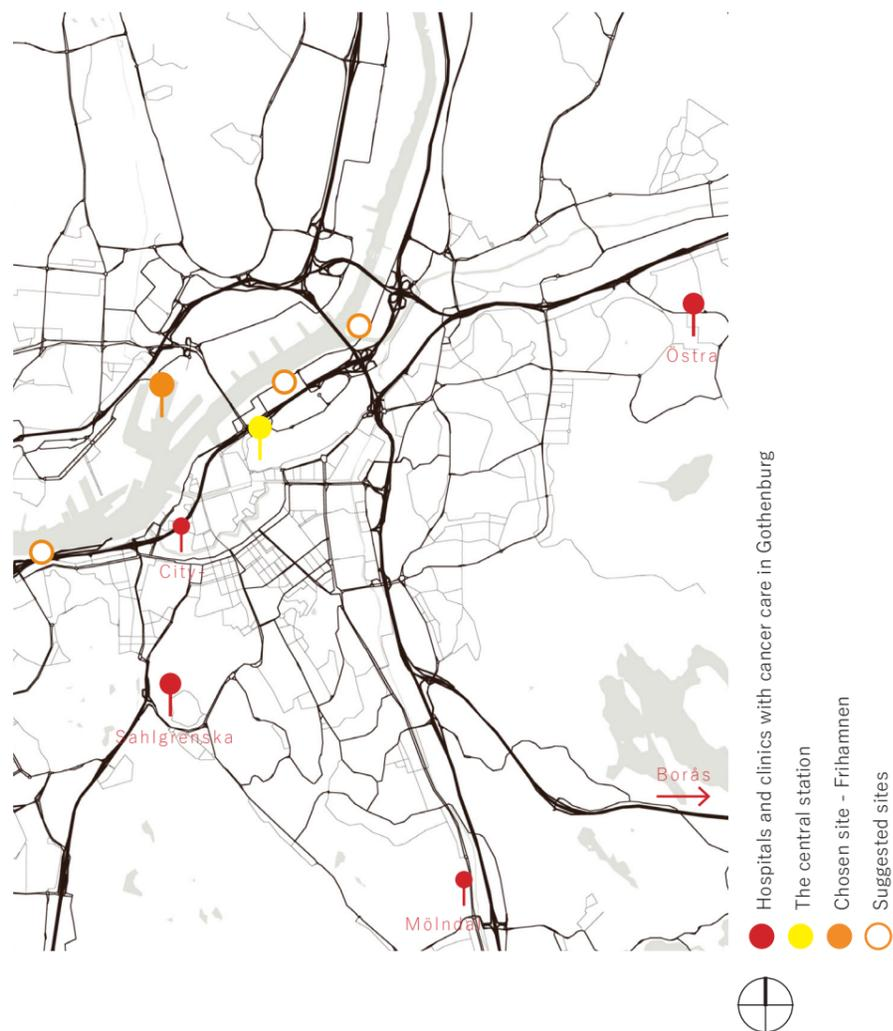 Östra
City-
Sahlgrenska
Borås
Mölndal
Hospitals and clinics with cancer care in Gothenburg
The central station
Chosen site - Frihamnen
Suggested sites